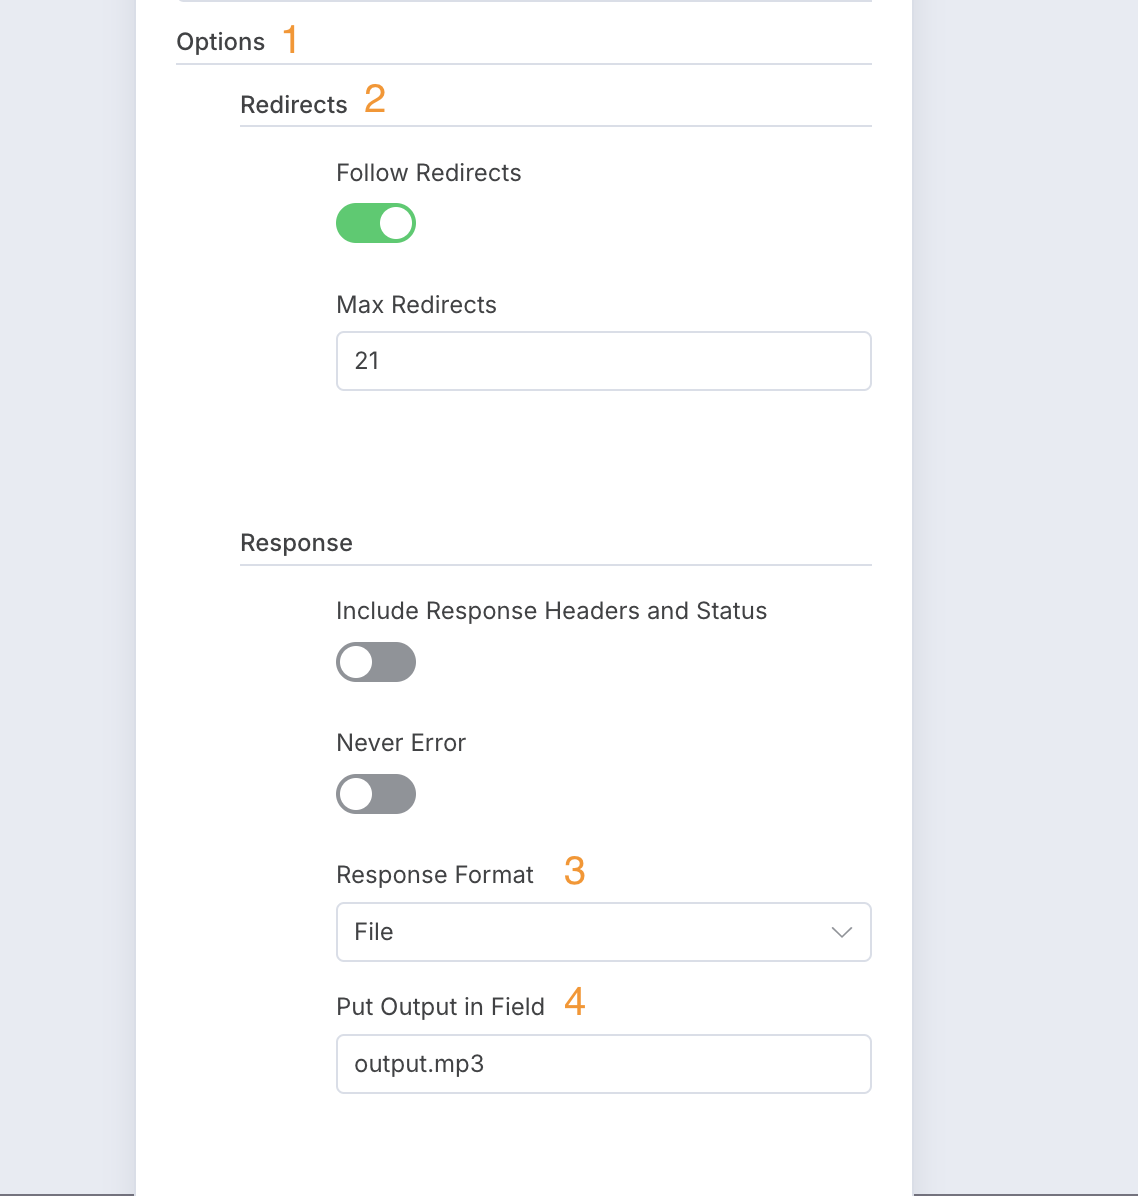 Options 1
Redirects 2
Follow Redirects
Max Redirects
21
Response
Include Response Headers and Status
Never Error
Response Format 3
File
Put Output in Field 4
output.mp3